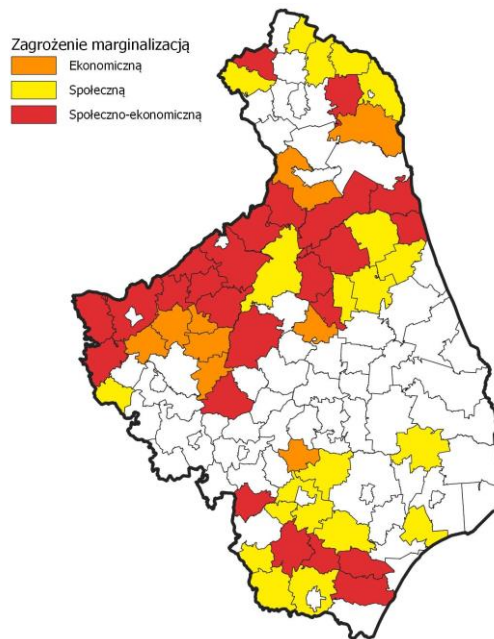 Zagrożenie marginalizacją
Ekonomiczną
Społeczną
Społeczno-ekonomiczną